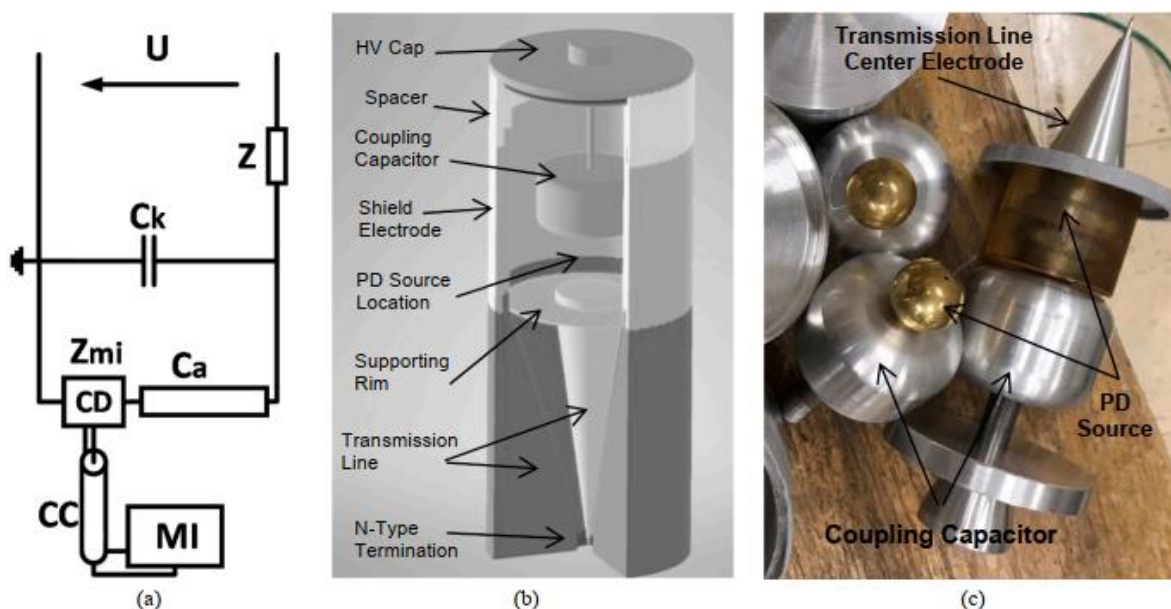 U
Z
Ck
Zmi
Ca
CD
CC
MI
(a)
HV Cap
Spacer
Coupling
Capacitor
Shield
Electrode
PD Source
Location
Supporting
Rim
Transmission
Line
N-Type
Termination
(b)
Transmission Line
Center Electrode
PD
Source
Coupling Capacitor
(c)